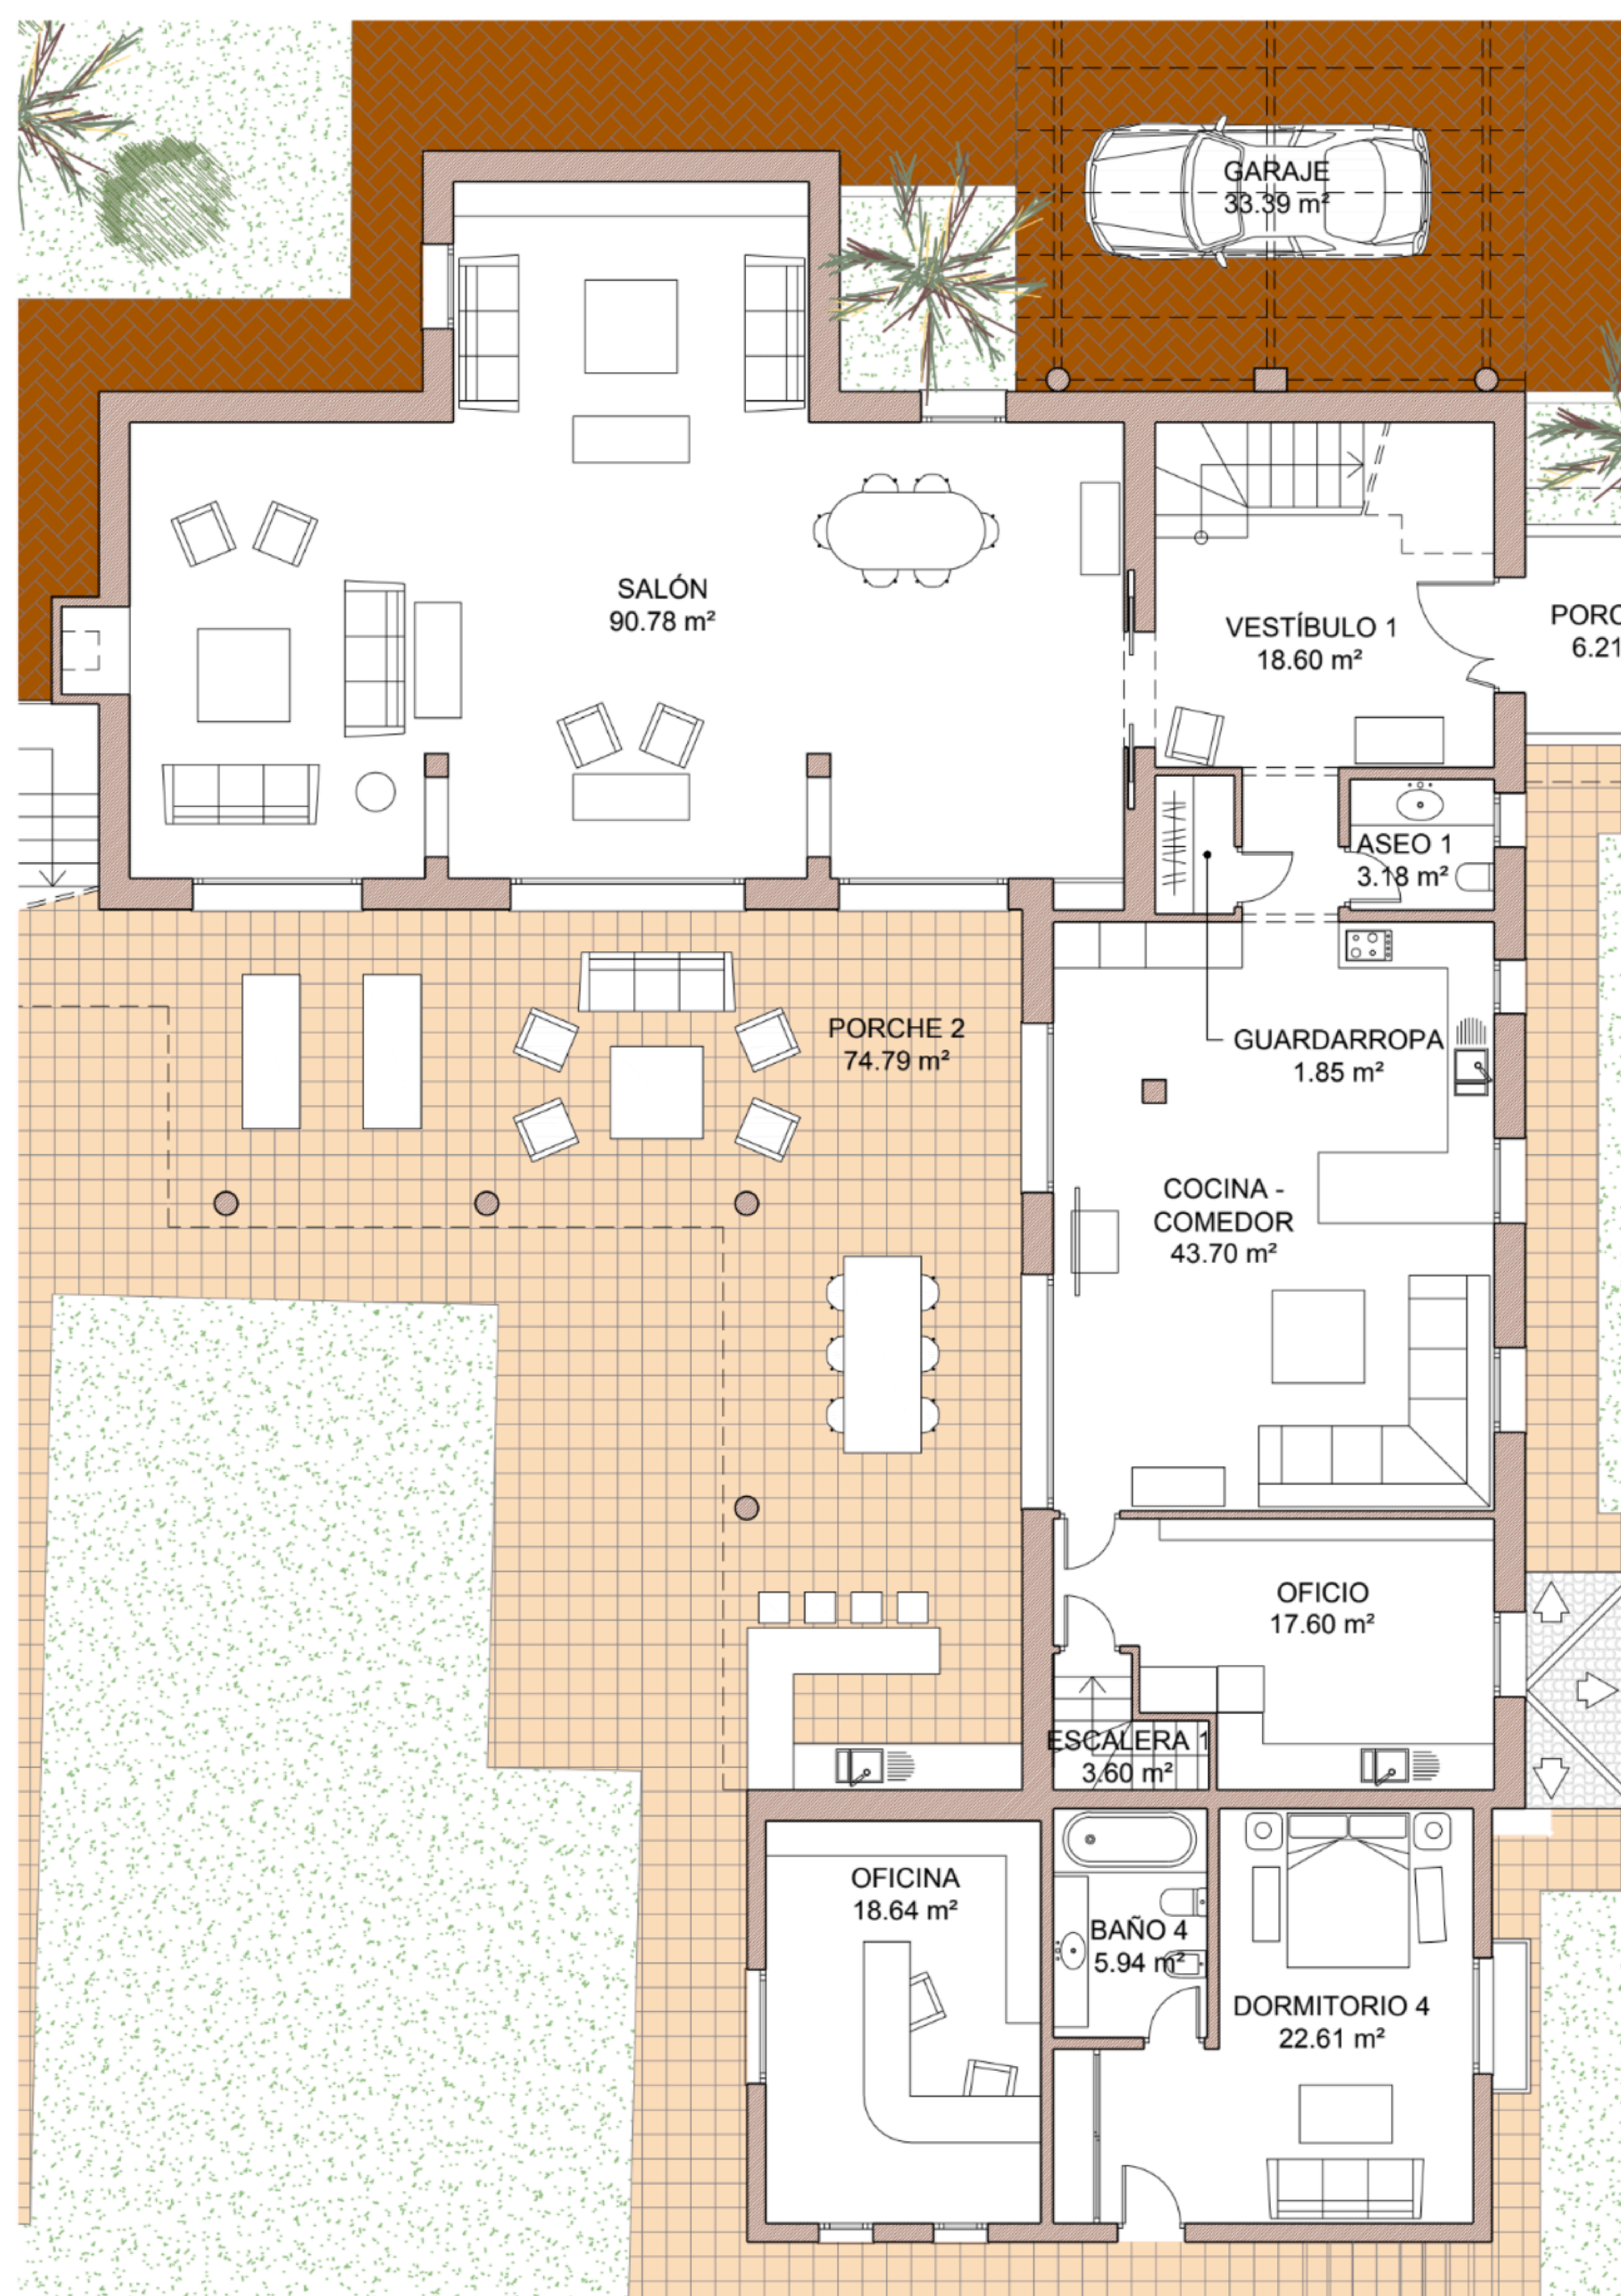 GARAJE
33.39 m²
SALÓN
90.78 m²
VESTÍBULO 1
18.60 m²
PORC
6.21
ASEO 1
3.18 m²
PORCHE 2
74.79 m²
GUARDARROPA
1.85 m²
COCINA -
COMEDOR
43.70 m²
OFICIO
17.60 m²
ESCALERA 1
3.60 m²
OFICINA
18.64 m²
BAÑO 4
5.94 m²
DORMITORIO 4
22.61 m²